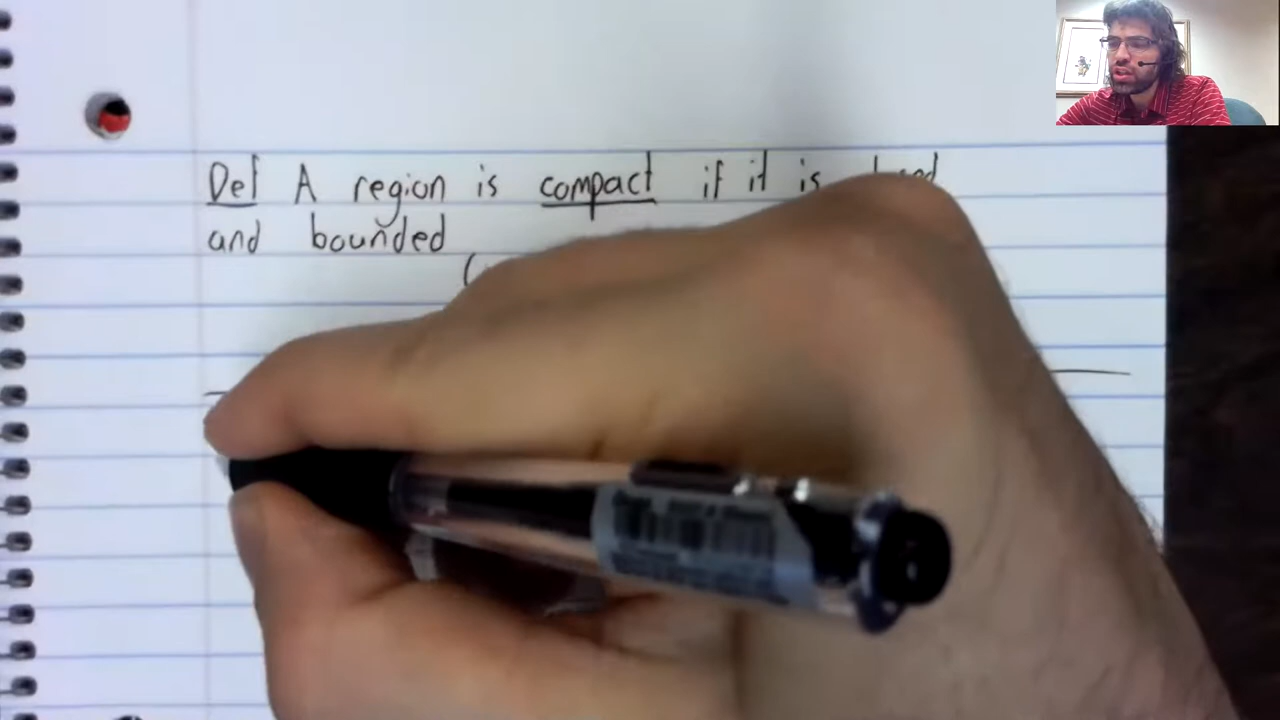 Def A region is compact if it is
and bounded
(